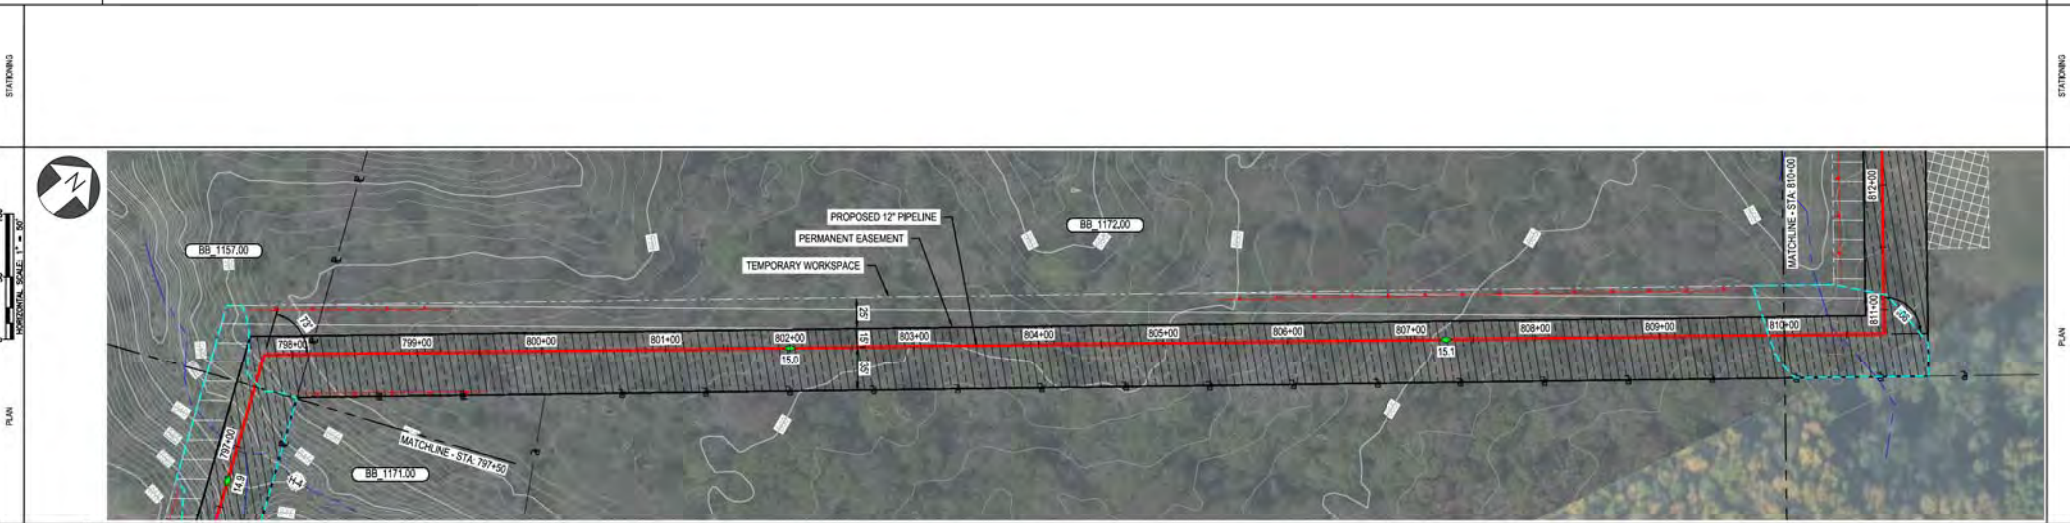 STATIONING
STATIONING
N
HORIZONTAL SCALE: 1" = 50'
PLAN
PLAN
BB_1157.00
BB_1172.00
BB_1171.00
PROPOSED 12" PIPELINE
PERMANENT EASEMENT
TEMPORARY WORKSPACE
MATCHLINE - STA: 810+00
MATCHLINE - STA: 797+50
73°
25'
15'
35'
797+00
798+00
799+00
800+00
801+00
802+00
803+00
804+00
805+00
806+00
807+00
808+00
809+00
810+00
811+00
812+00
14.9
15.0
15.1
H-4